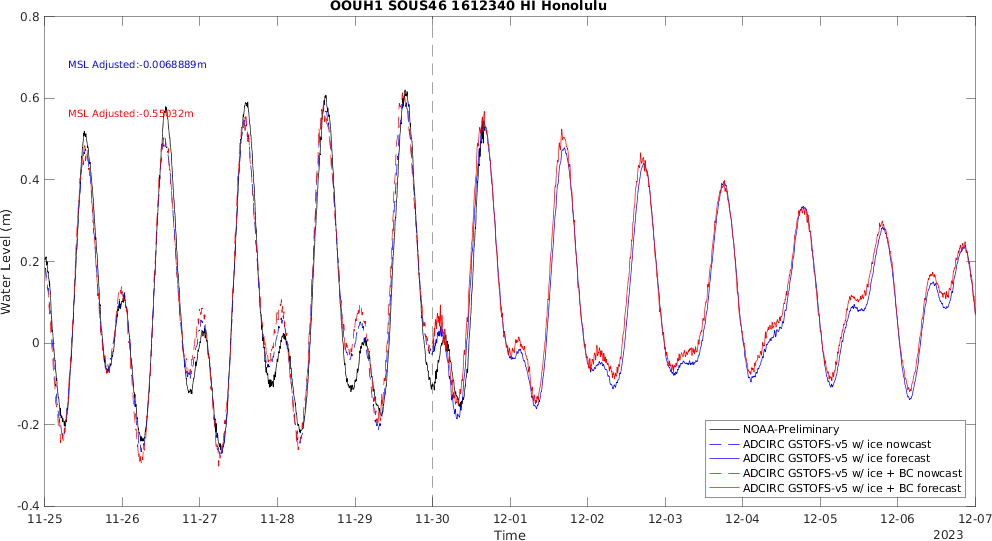 OOUH1 SOUS46 1612340 HI Honolulu
0.8
MSL Adjusted:-0.0068889m
0.6
MSL Adjusted:-0.55032m
0.4
Water Level (m)
0.2
0
-0.2
NOAA-Preliminary
ADCIRC GSTOFS-v5 w/ ice nowcast
ADCIRC GSTOFS-v5 w/ ice forecast
ADCIRC GSTOFS-v5 w/ ice + BC nowcast
ADCIRC GSTOFS-v5 w/ ice + BC forecast
-0.4
11-25 11-26 11-27 11-28 11-29 11-30 12-01 12-02 12-03 12-04 12-05 12-06 12-07
Time
2023